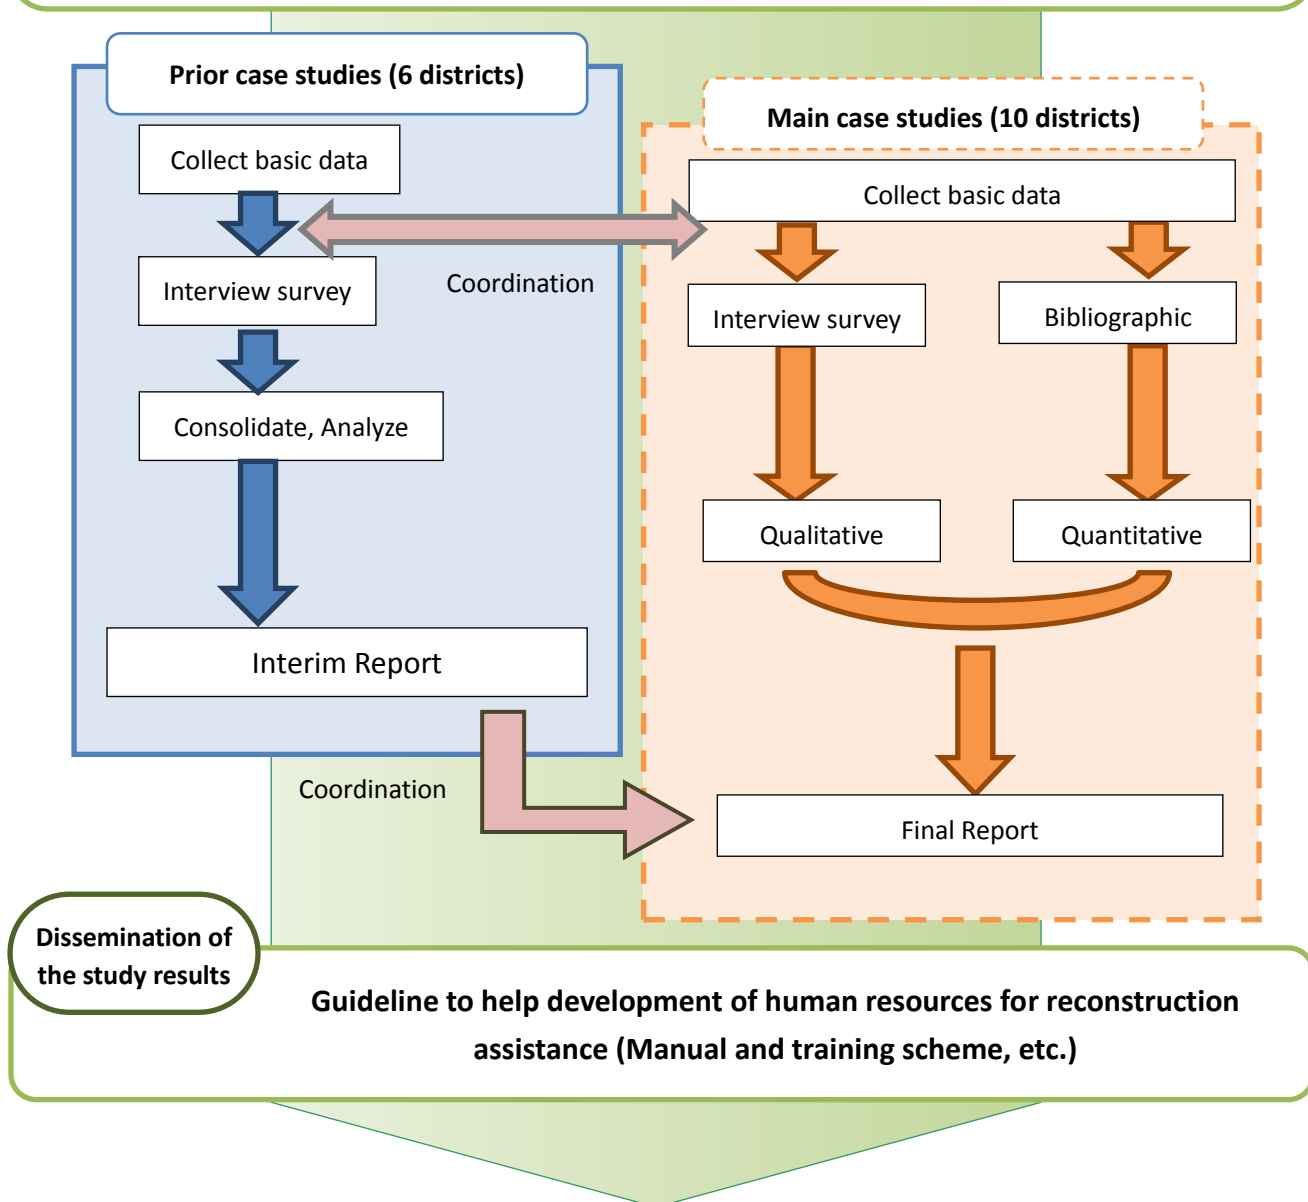 Prior case studies (6 districts)
Collect basic data
Interview survey
Consolidate, Analyze
Interim Report
Coordination
Main case studies (10 districts)
Collect basic data
Interview survey
Bibliographic
Qualitative
Quantitative
Coordination
Final Report
Dissemination of
the study results
Guideline to help development of human resources for reconstruction
assistance (Manual and training scheme, etc.)